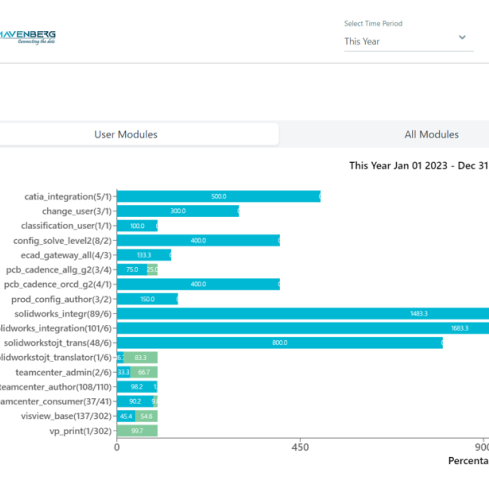 HAVENBERG
Connecting the dots
Select Time Period
This Year
User Modules
All Modules
This Year Jan 01 2023 - Dec 31
catia_integration(5/1) 500.0
change_user(3/1) 300.0
classification_user(1/1) 100.0
config_solve_level2(8/2) 400.0
ecad_gateway_all(4/3) 133.3
pcb_cadence_allg_g2(3/4) 75.0 25.0
pcb_cadence_orcd_g2(4/1) 400.0
prod_config_author(3/2) 150.0
solidworks_integr(89/6) 1483.3
olidworks_integration(101/6) 1683.3
solidworkstojt_trans(48/6) 800.0
olidworkstojt_translator(1/6) 83.3
teamcenter_admin(2/6) 33.3 66.7
eamcenter_author(108/110) 98.2
amcenter_consumer(37/41) 90.2
visview_base(137/302) 45.4 54.6
vp_print(1/302) 99.7
0 450 900
Percenta